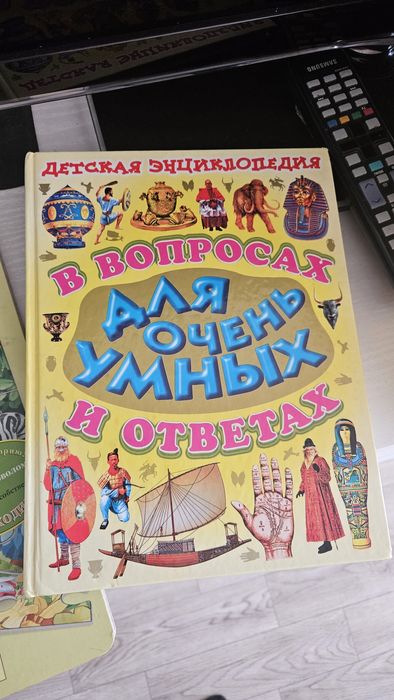 SAMSUNG
ДЕТСКАЯ ЭНЦИКЛОПЕДИЯ
В ВОПРОСАХ
ДЛЯ
ОЧЕНЬ
УМНЫХ
И ОТВЕТАХ